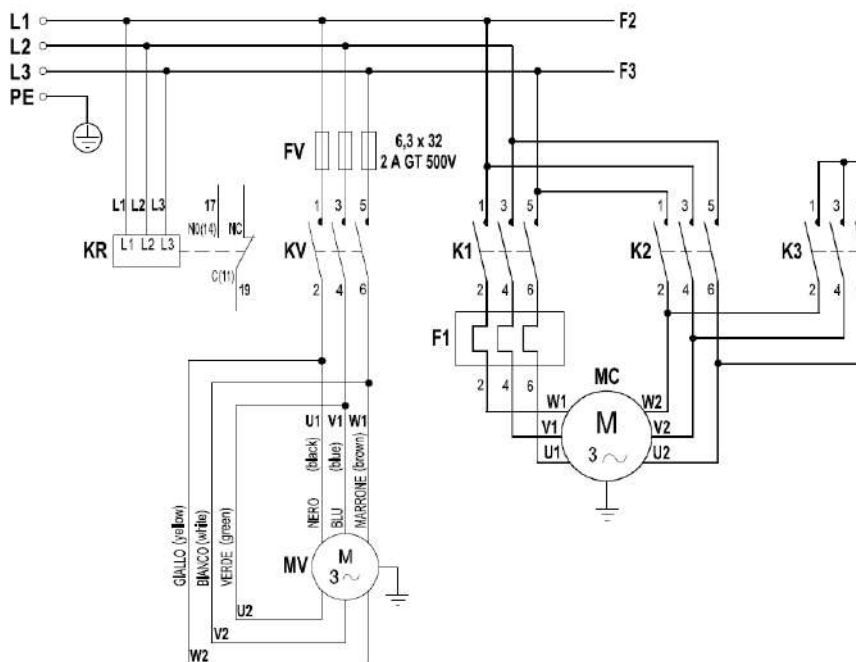 L1 F2
L2
L3 F3
PE
FV 6,3 x 32
2 A GT 500V
L1 L2 L3 17
N0(14) NC
1 3 5 1 3 5 1 3 5 1 3
KR L1 L2 L3 KV K1 K2 K3
C(11)
19 2 4 6 2 4 6 2 4 6 2 4
F1
2 4 6
MC
W1 W2
M
V1 V2
U1 U2
3
U1 V1 W1
GIALLO (yellow)
BIANCO (white)
VERDE (green)
NERO (black)
BLU (blue)
MARRONE (brown)
MV M
3
U2
V2
W2